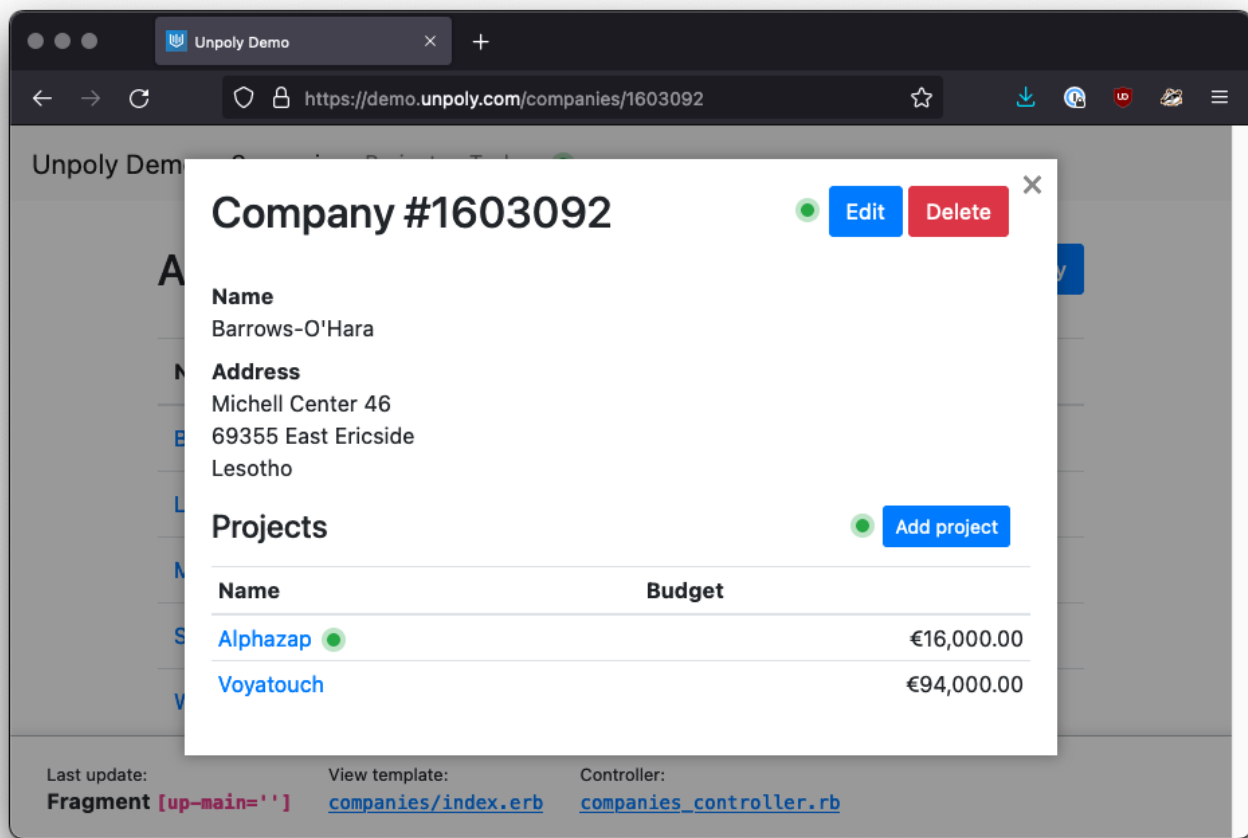 Unpoly Demo
https://demo.unpoly.com/companies/1603092
Unpoly Dem
Company #1603092
Edit
Delete
A
y
Name
Barrows-O'Hara
Address
Michell Center 46
69355 East Ericside
Lesotho
Projects
Add project
Name
Budget
Alphazap
€16,000.00
Voyatouch
€94,000.00
Last update:
View template:
Controller:
Fragment [up-main='']
companies/index.erb
companies_controller.rb